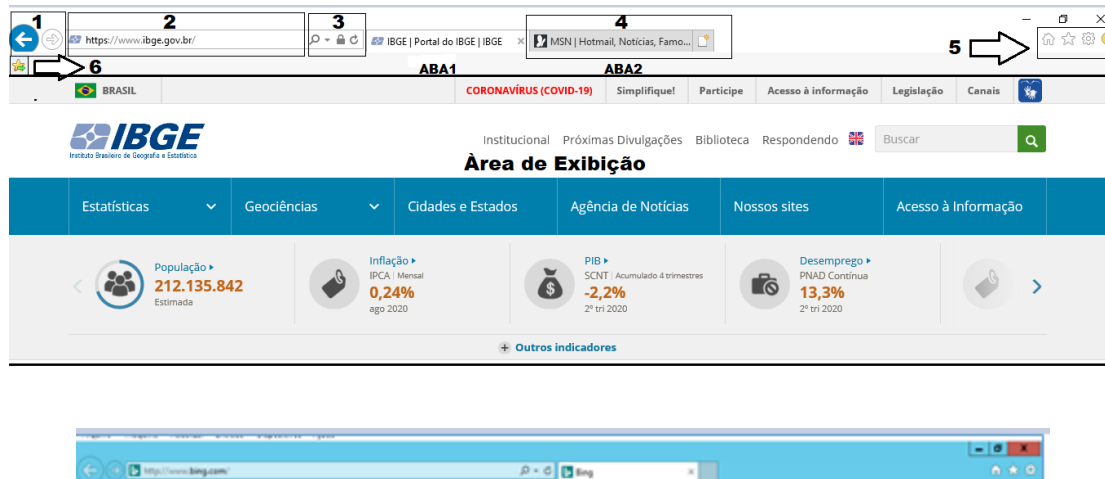 1 2 3 4
https://www.ibge.gov.br/ IBGE | Portal do IBGE | IBGE MSN | Hotmail, Notícias, Famo...
5
6 ABA1 ABA2
BRASIL CORONAVÍRUS (COVID-19) Simplifique! Participe Acesso à informação Legislação Canais
IBGE
Instituto Brasileiro de Geografia e Estatística
Institucional Próximas Divulgações Biblioteca Respondendo Buscar
Àrea de Exibição
Estatísticas Geociências Cidades e Estados Agência de Notícias Nossos sites Acesso à Informação
População
212.135.842
Estimada
Inflação
IPCA | Mensal
0,24%
ago 2020
PIB
SCNT | Acumulado 4 trimestres
-2,2%
2º tri 2020
Desemprego
PNAD Contínua
13,3%
2º tri 2020
Outros indicadores
http://www.bing.com/ Bing